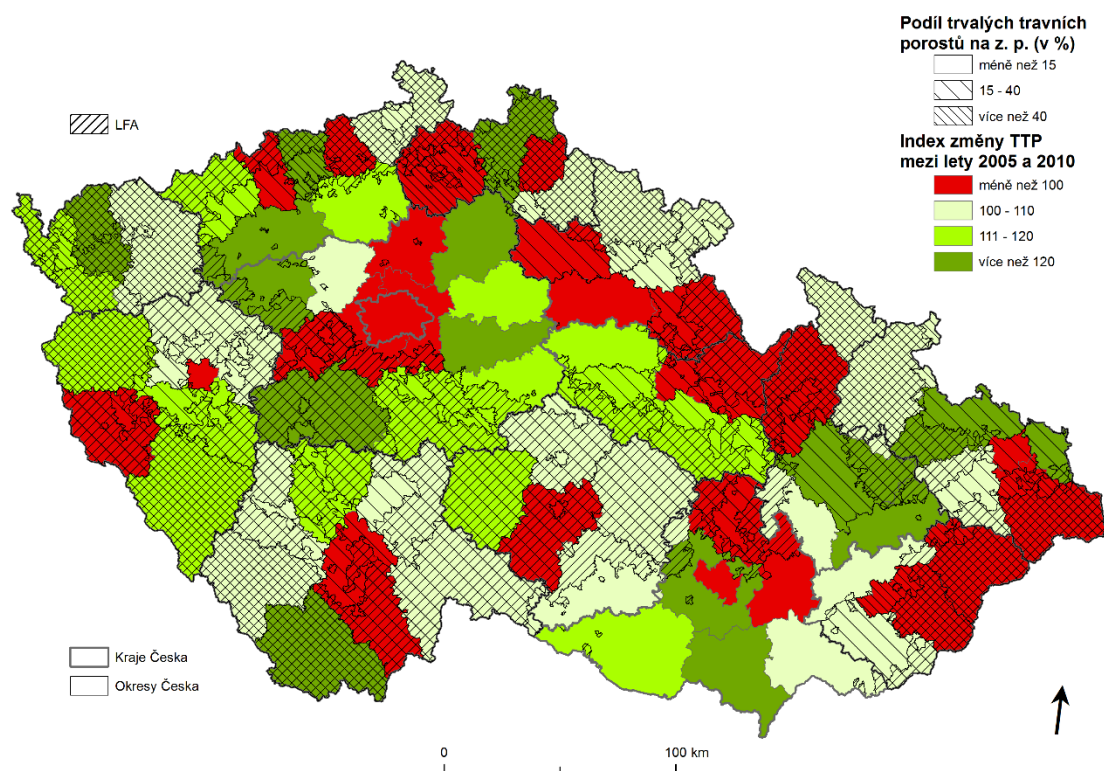 Podíl trvalých travních
porostů na z. p. (v %)
méně než 15
15 - 40
více než 40
Index změny TTP
mezi lety 2005 a 2010
méně než 100
100 - 110
111 - 120
více než 120
LFA
Kraje Česka
Okresy Česka
0
100 km